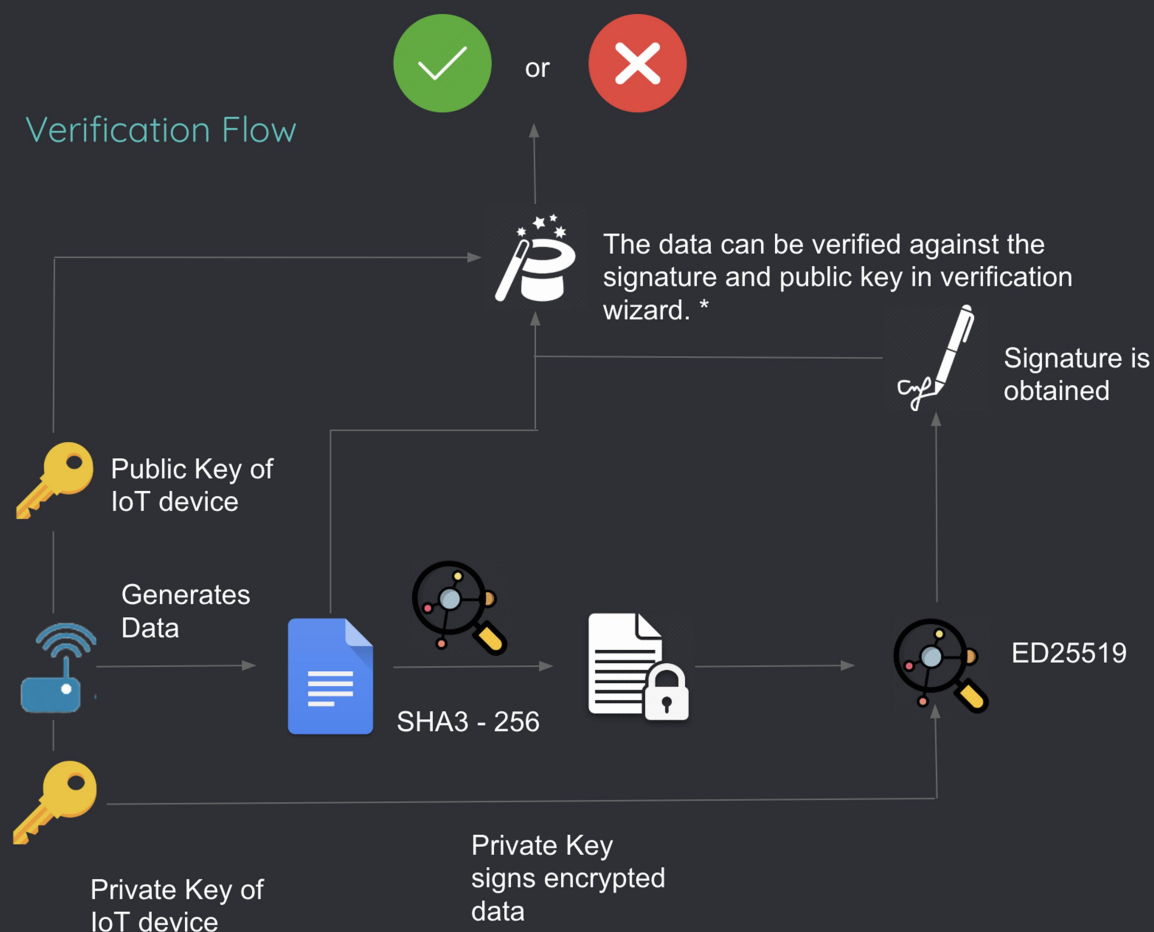 or
Verification Flow
The data can be verified against the
signature and public key in verification
wizard. *
Signature is
obtained
Public Key of
IoT device
Generates
Data
ED25519
SHA3 - 256
Private Key
signs encrypted
data
Private Key of
IoT device